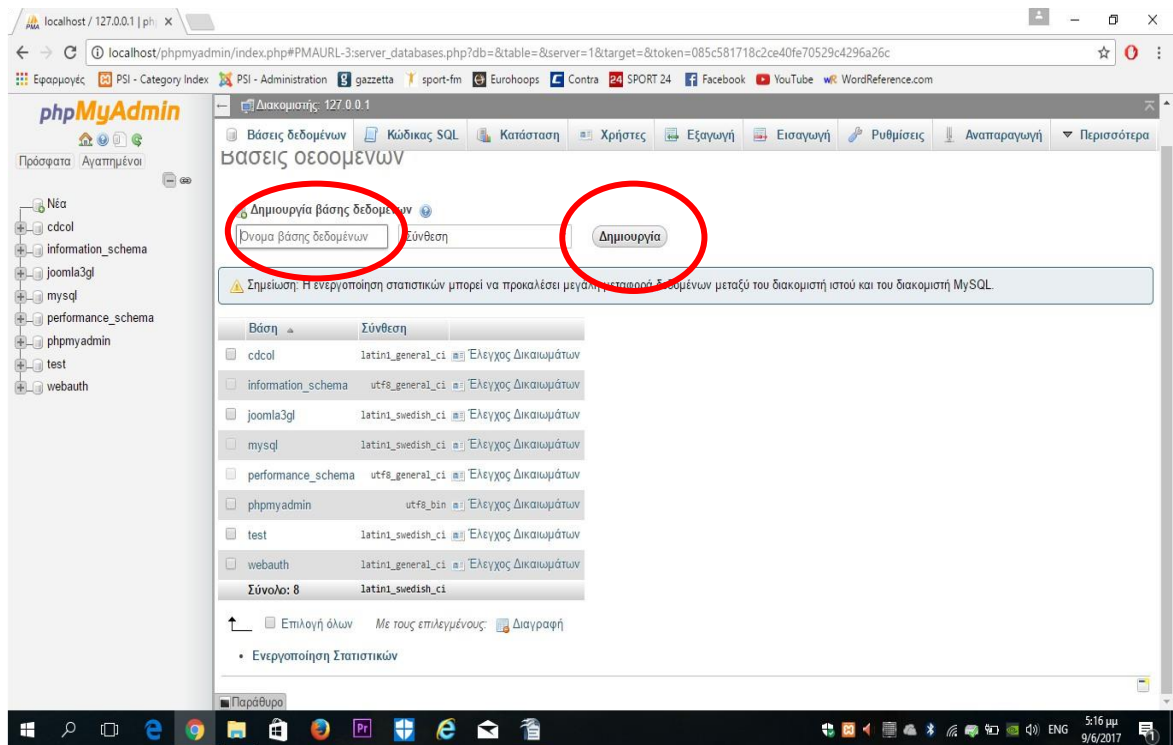 localhost / 127.0.0.1 | ph
localhost/phpmyadmin/index.php#PMAURL-3:server_databases.php?db=&table=&server=1&target=&token=085c581718c2ce40fe70529c4296a26c
Εφαρμογές PSI - Category Index PSI - Administration gazzetta sport-fm Eurohoops Contra SPORT 24 Facebook YouTube WordReference.com
phpMyAdmin
Πρόσφατα Αγαπημένοι
Νέα
cdcol
information_schema
joomla3gl
mysql
performance_schema
phpmyadmin
test
webauth
Διακομιστής: 127.0.0.1
Βάσεις δεδομένων Κώδικας SQL Κατάσταση Χρήστες Εξαγωγή Εισαγωγή Ρυθμίσεις Αναπαραγωγή Περισσότερα
Βάσεις δεδομένων
Δημιουργία βάσης δεδομένων
Όνομα βάσης δεδομένων Σύνθεση Δημιουργία
Σημείωση: Η ενεργοποίηση στατιστικών μπορεί να προκαλέσει μεγάλη μεταφορά δεδομένων μεταξύ του διακομιστή ιστού και του διακομιστή MySQL.
Βάση Σύνθεση
cdcol latin1_general_ci Έλεγχος Δικαιωμάτων
information_schema utf8_general_ci Έλεγχος Δικαιωμάτων
joomla3gl latin1_swedish_ci Έλεγχος Δικαιωμάτων
mysql latin1_swedish_ci Έλεγχος Δικαιωμάτων
performance_schema utf8_general_ci Έλεγχος Δικαιωμάτων
phpmyadmin utf8_bin Έλεγχος Δικαιωμάτων
test latin1_swedish_ci Έλεγχος Δικαιωμάτων
webauth latin1_general_ci Έλεγχος Δικαιωμάτων
Σύνολο: 8 latin1_swedish_ci
Επιλογή όλων Με τους επιλεγμένους: Διαγραφή
• Ενεργοποίηση Στατιστικών
Παράθυρο
ENG 5:16 μμ
9/6/2017